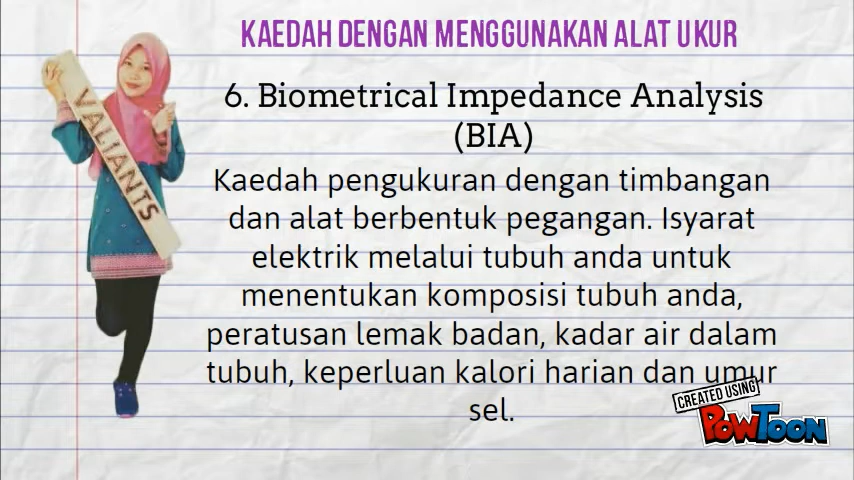 KAEDAH DENGAN MENGGUNAKAN ALAT UKUR
6. Biometrical Impedance Analysis
(BIA)
Kaedah pengukuran dengan timbangan
dan alat berbentuk pegangan. Isyarat
elektrik melalui tubuh anda untuk
menentukan komposisi tubuh anda,
peratusan lemak badan, kadar air dalam
tubuh, keperluan kalori harian dan umur
sel.
VALIANTS
CREATED USING
POWTOON